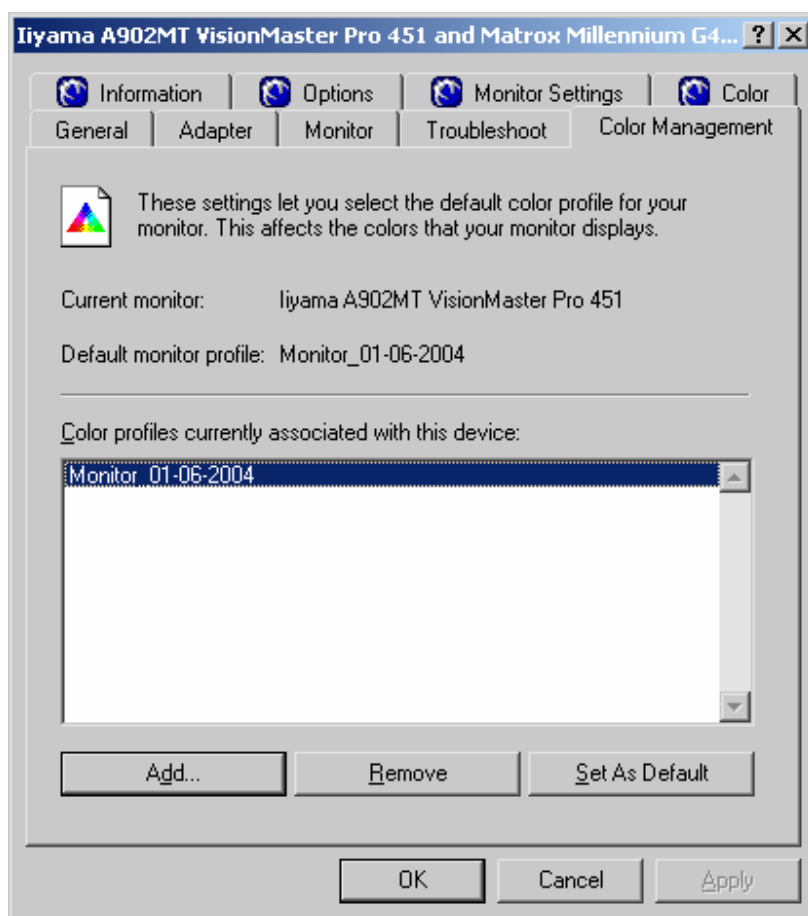 Iiyama A902MT VisionMaster Pro 451 and Matrox Millennium G4...
Information Options Monitor Settings Color
General Adapter Monitor Troubleshoot Color Management
These settings let you select the default color profile for your
monitor. This affects the colors that your monitor displays.
Current monitor: Iiyama A902MT VisionMaster Pro 451
Default monitor profile: Monitor_01-06-2004
Color profiles currently associated with this device:
Monitor_01-06-2004
Add... Remove Set As Default
OK Cancel Apply